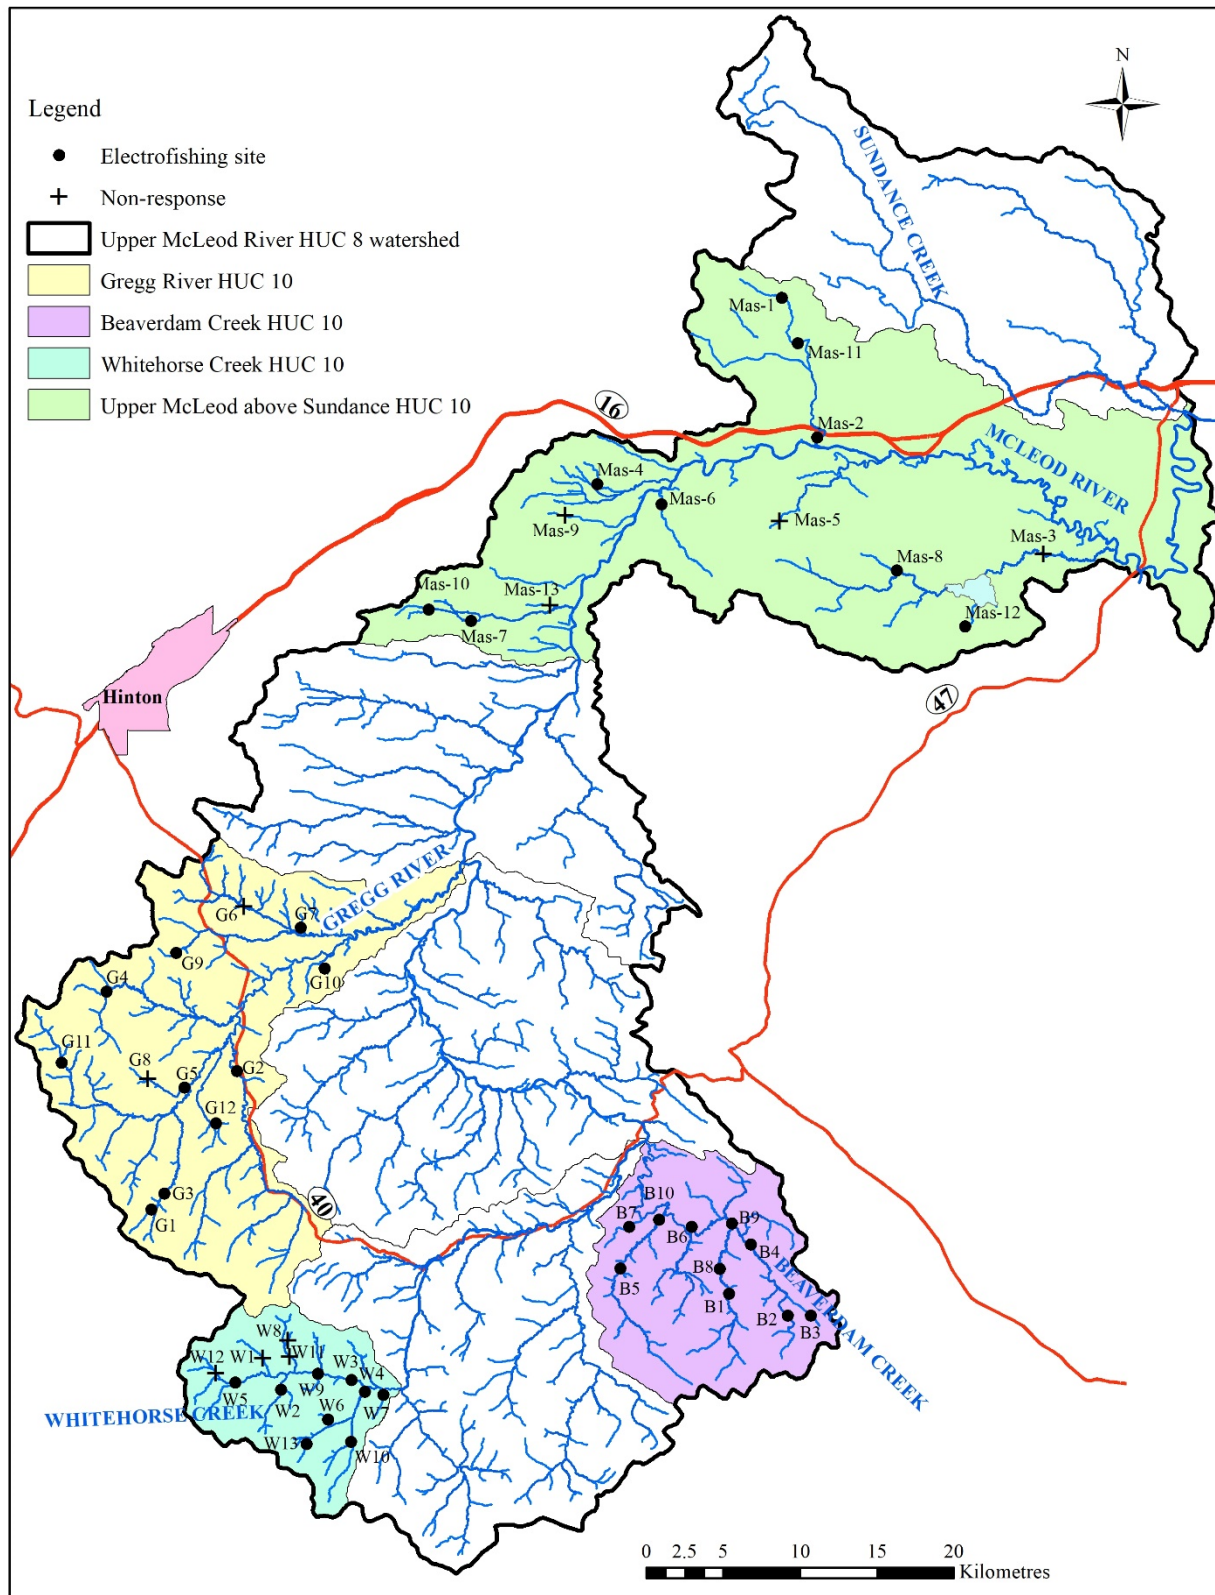 N
Legend
Electrofishing site
Non-response
Upper McLeod River HUC 8 watershed
Gregg River HUC 10
Beaverdam Creek HUC 10
Whitehorse Creek HUC 10
Upper McLeod above Sundance HUC 10
SUNDANCE CREEK
Mas-1
Mas-11
16
Mas-2
MCLEOD RIVER
Mas-4
Mas-6
Mas-9
Mas-5
Mas-3
Mas-8
Mas-10
Mas-13
Mas-7
Mas-12
Hinton
47
GREGG RIVER
G6
G7
G9
G10
G4
G11
G8
G5
G2
G12
G3
G1
40
B10
B7
B6
B9
B4
B8
B5
B1
B2
B3
BEAVERDAM CREEK
W8
W12
W1
W11
W3
W4
W5
W9
W2
W7
W6
WHITEHORSE CREEK
W13
W10
0 2.5 5 10 15 20
Kilometres